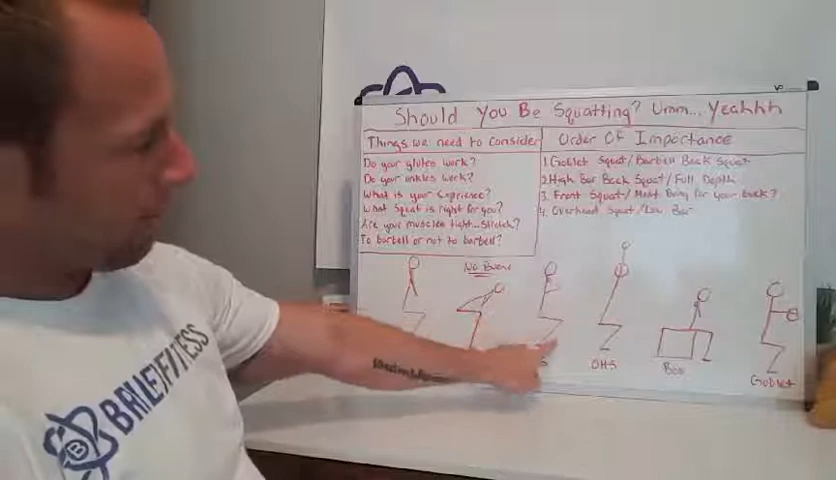 Should You Be Squatting? Umm... Yeahhh
Things we need to Consider
Do your glutes work?
Do your ankles work?
What is your Experience?
What Squat is right for you?
Are your muscles tight...Stretch?
To barbell or not to barbell?
Order Of Importance
1. Goblet Squat/Barbell Back Squat
2. High Bar Back Squat/Full Depth
3. Front Squat/Most Bang for your buck?
4. Overhead Squat/Low Bar
No Bueno
OHS
Box
Goblet
BRILEYFITNESS
B